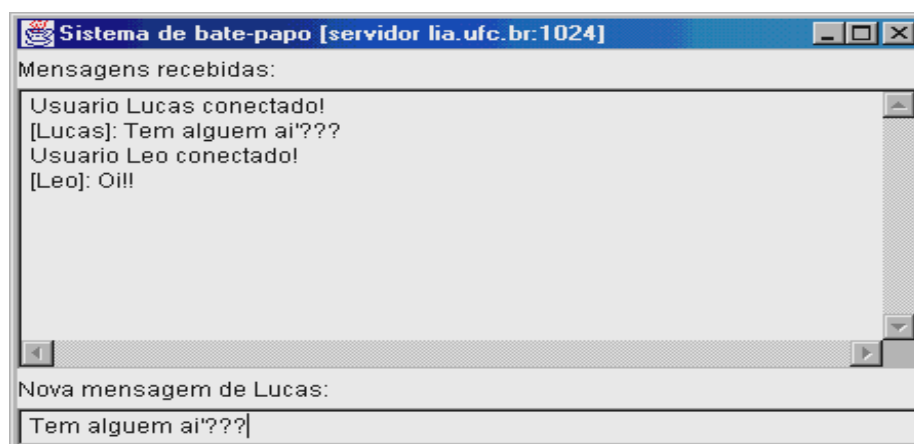 Sistema de bate-papo [servidor lia.ufc.br:1024]
Mensagens recebidas:
Usuario Lucas conectado!
[Lucas]: Tem alguem ai'???
Usuario Leo conectado!
[Leo]: Oi!!
Nova mensagem de Lucas:
Tem alguem ai'???